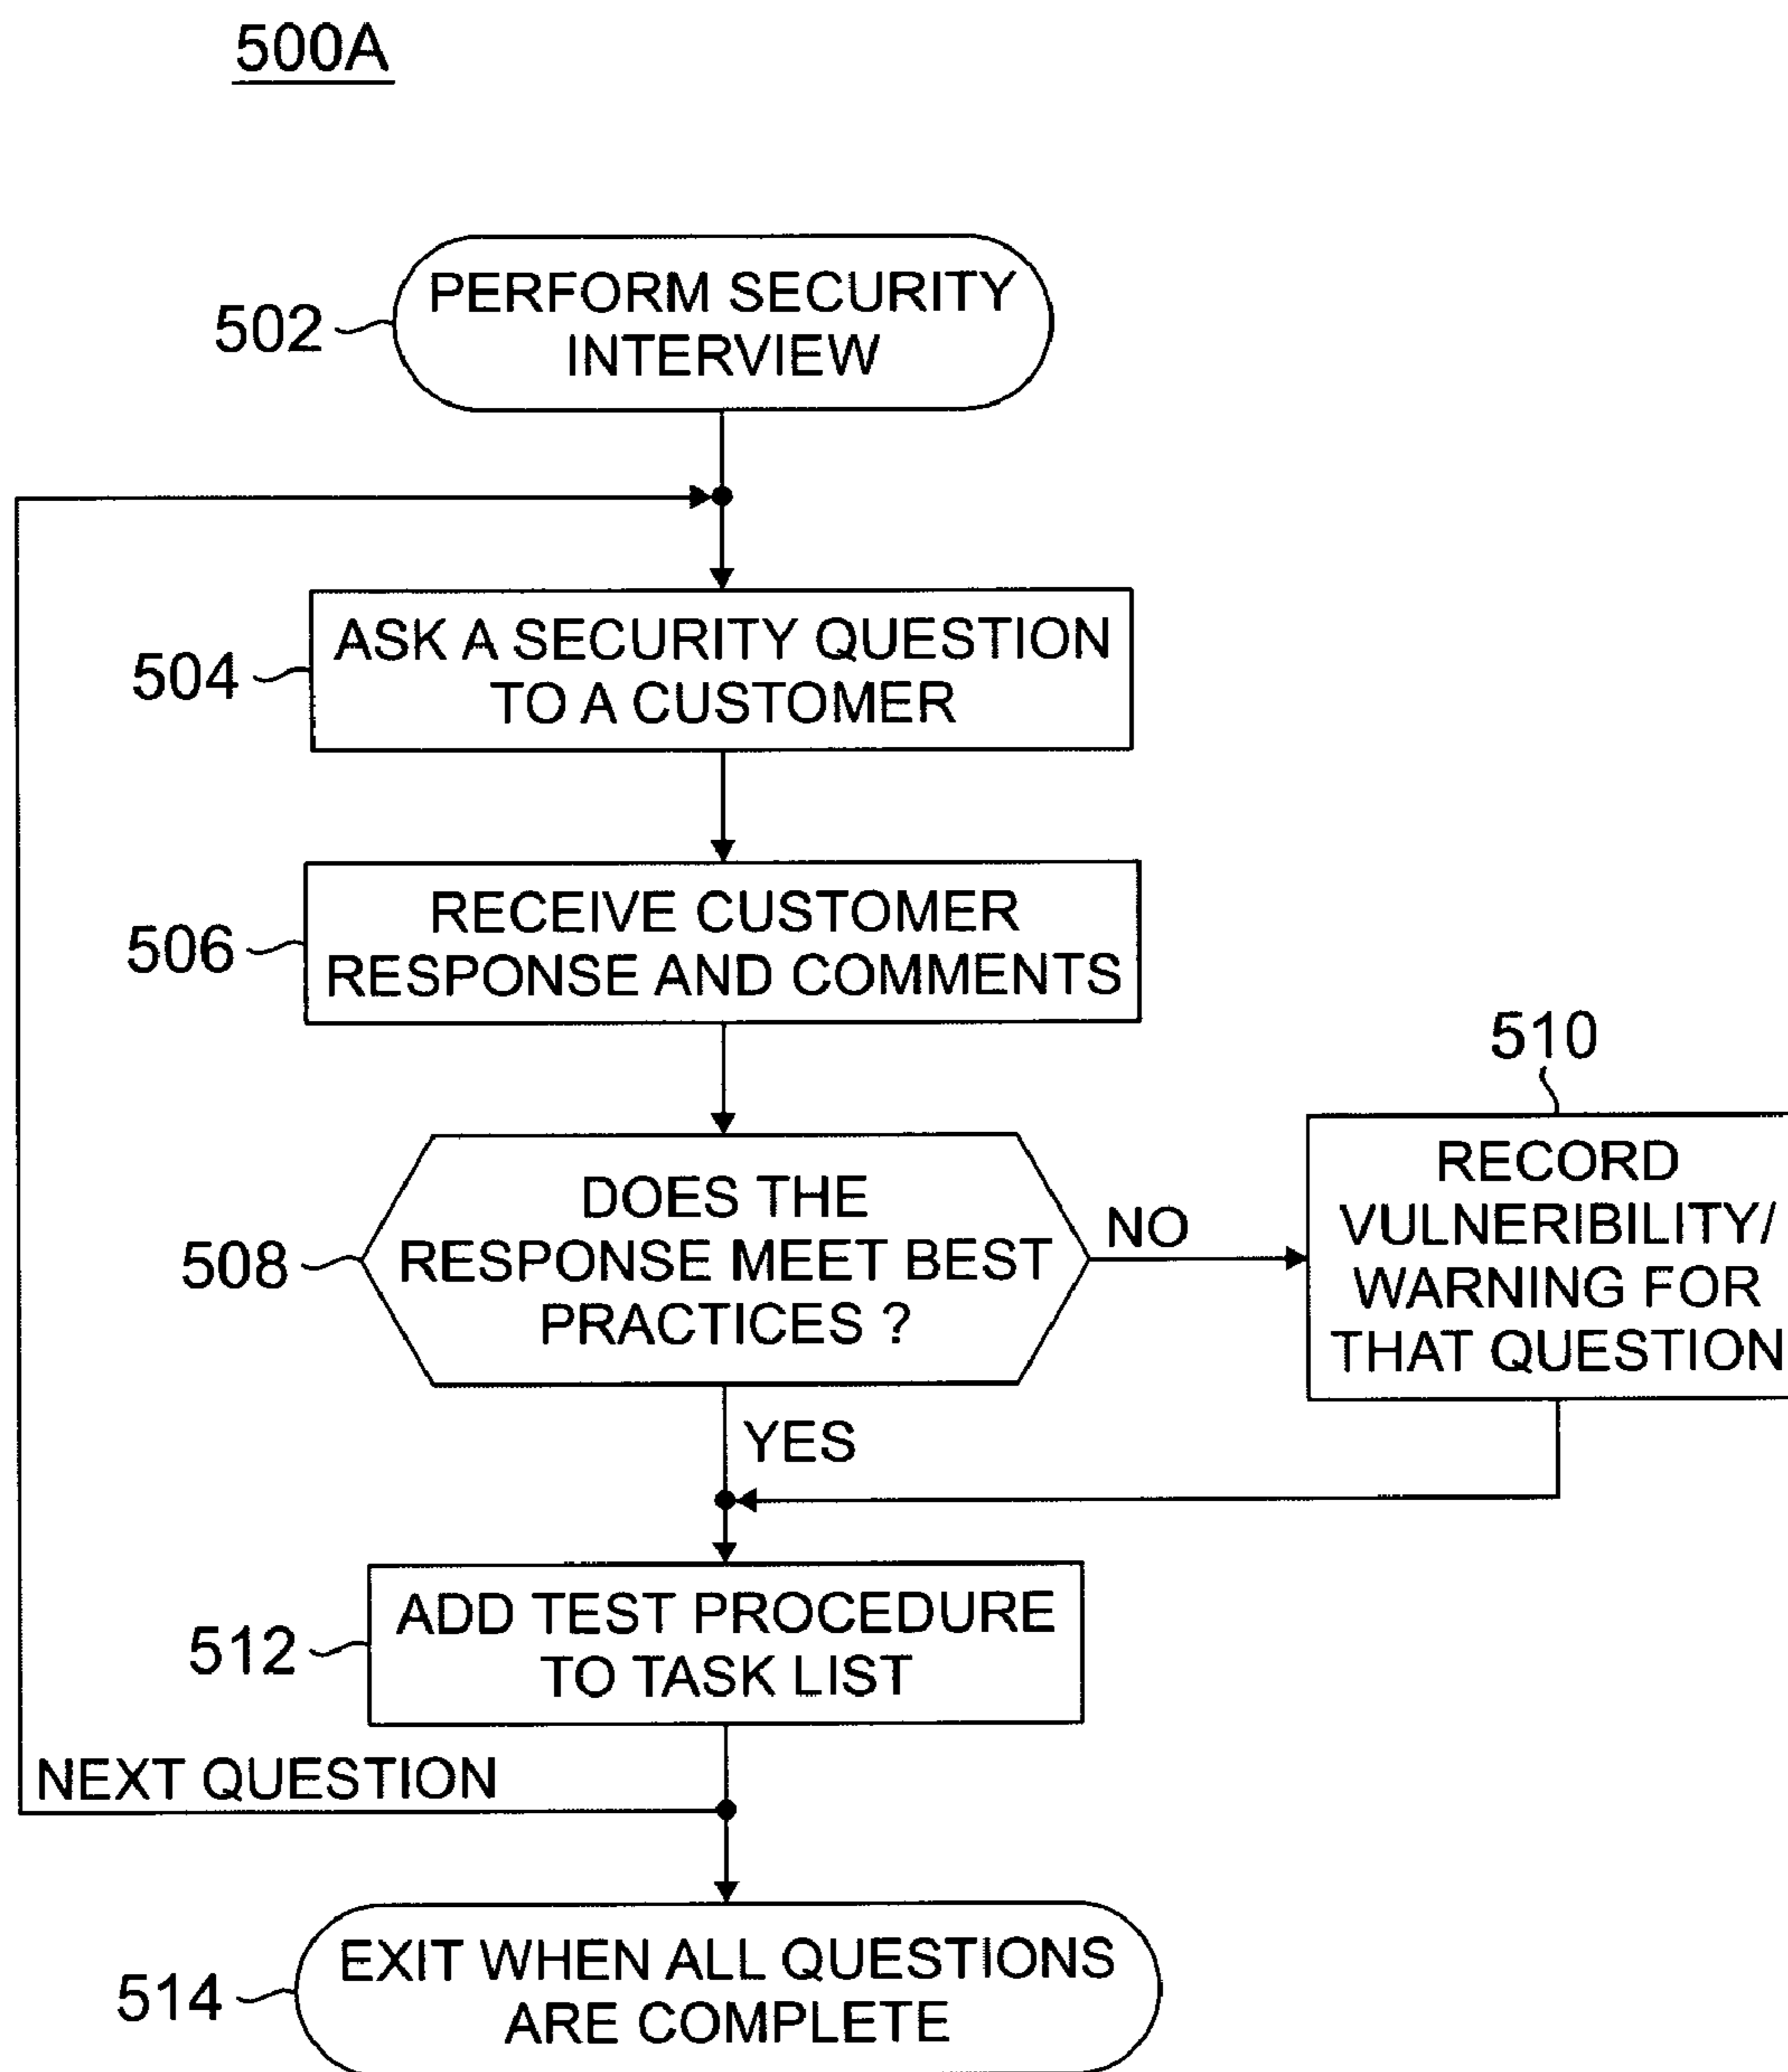 500A
502
PERFORM SECURITY
INTERVIEW
504
ASK A SECURITY QUESTION
TO A CUSTOMER
506
RECEIVE CUSTOMER
RESPONSE AND COMMENTS
508
DOES THE
RESPONSE MEET BEST
PRACTICES ?
NO
510
RECORD
VULNERIBILITY/
WARNING FOR
THAT QUESTION
YES
512
ADD TEST PROCEDURE
TO TASK LIST
NEXT QUESTION
514
EXIT WHEN ALL QUESTIONS
ARE COMPLETE